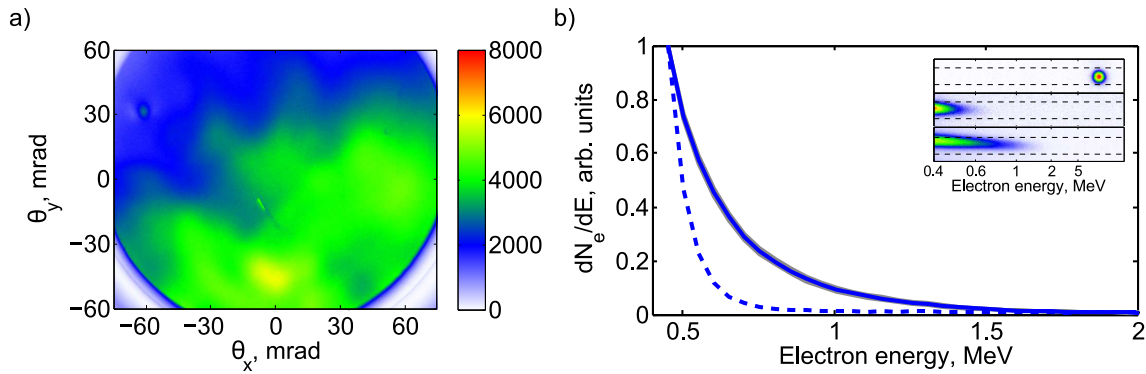 a)
60
30
0
−30
−60
θy, mrad
−60 −30 0 30 60
θx, mrad
8000
6000
4000
2000
0
b)
1
0.8
0.6
0.4
0.2
0
dNe/dE, arb. units
0.5 1 1.5 2
Electron energy, MeV
0.4 0.6 1 2 5
Electron energy, MeV